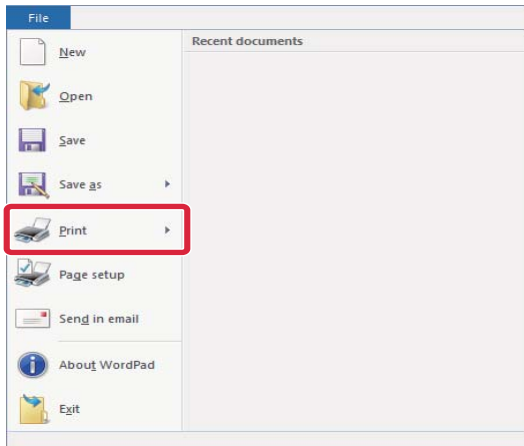 File
Recent documents
New
Open
Save
Save as
Print
Page setup
Send in email
About WordPad
Exit